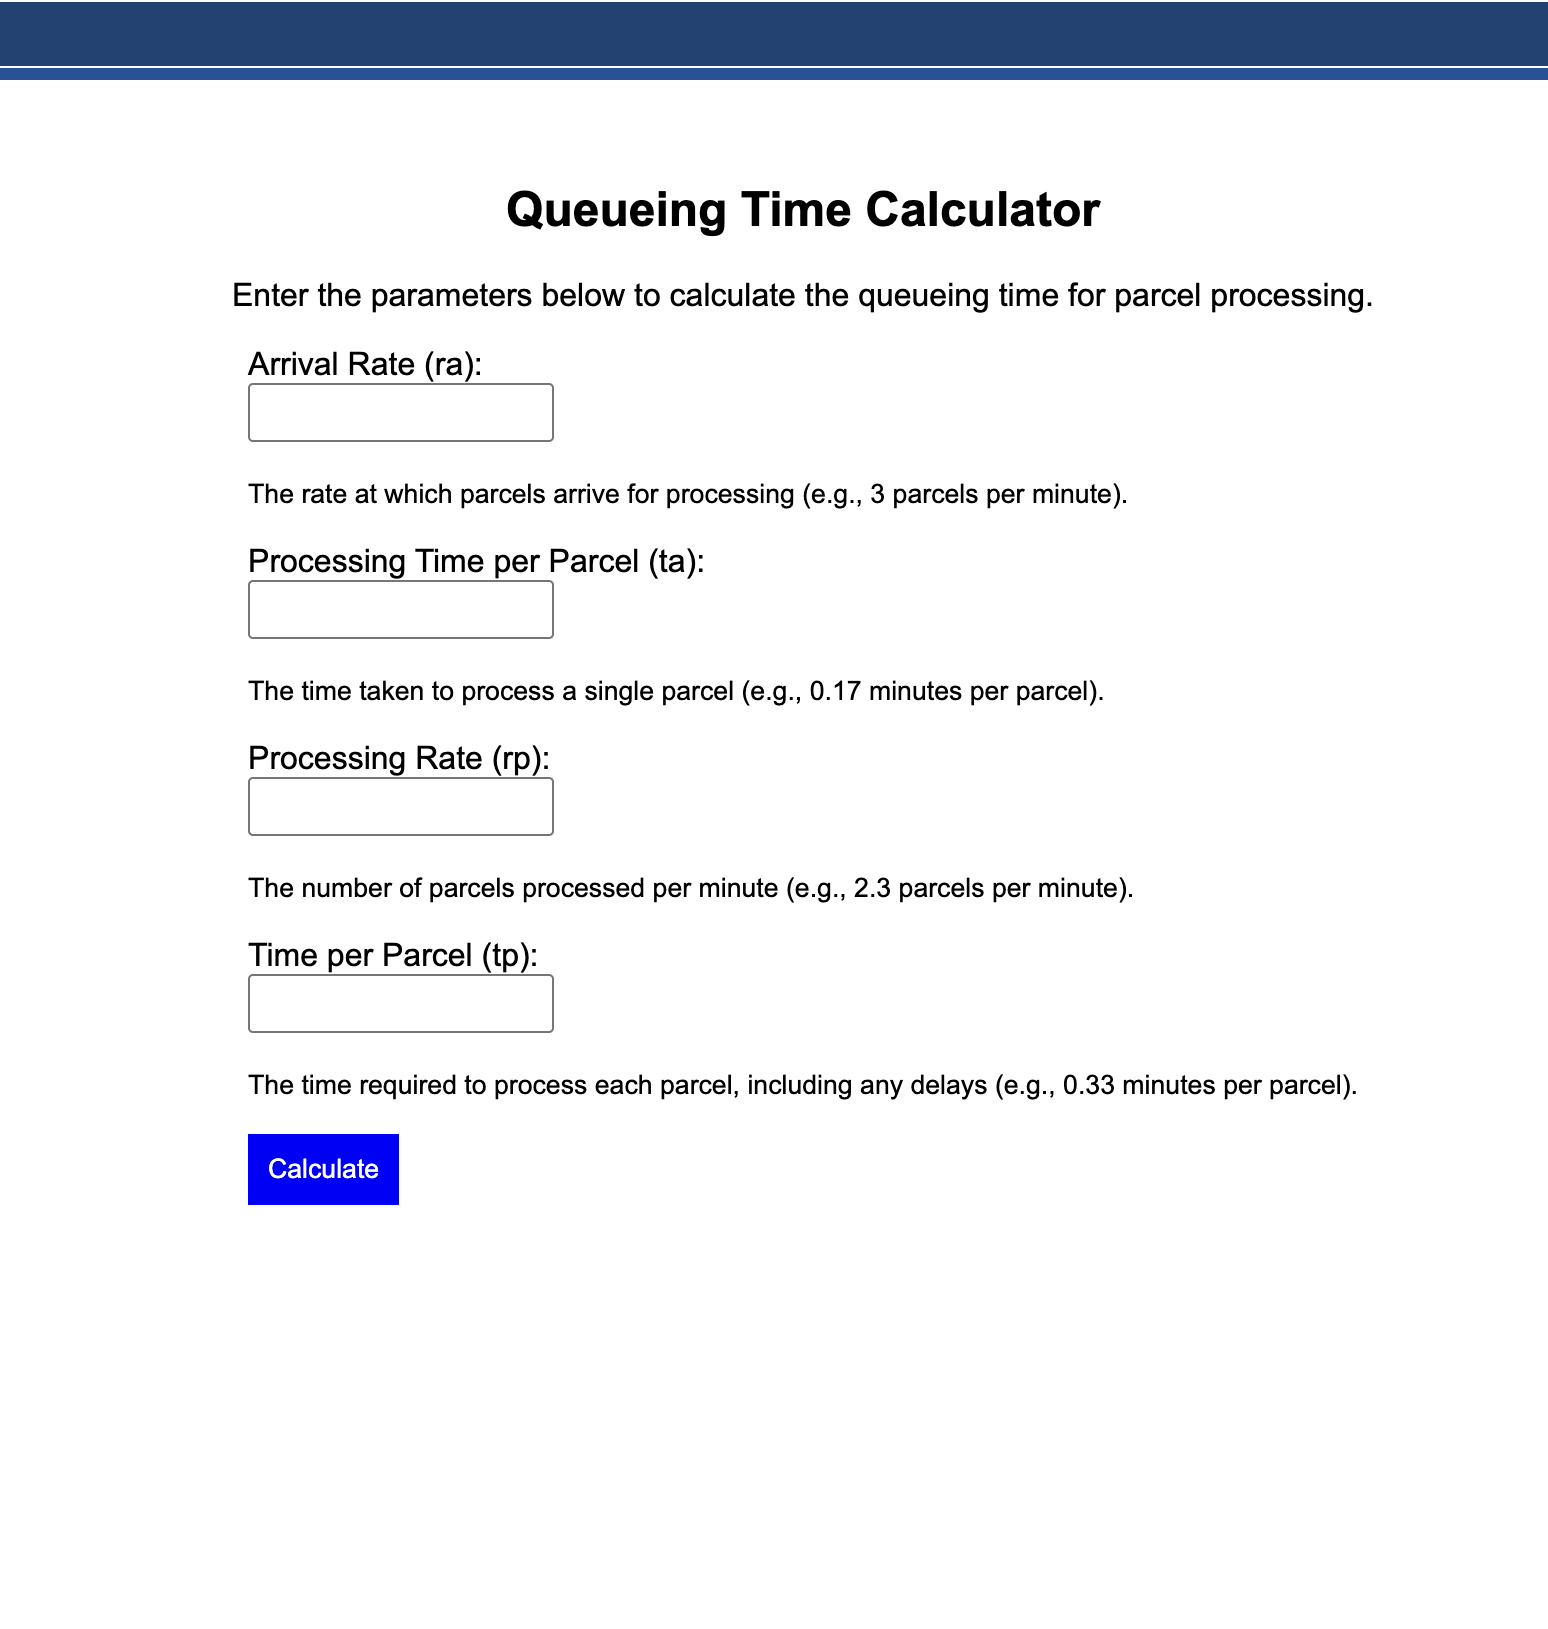 Queueing Time Calculator
Enter the parameters below to calculate the queueing time for parcel processing.
Arrival Rate (ra):
The rate at which parcels arrive for processing (e.g., 3 parcels per minute).
Processing Time per Parcel (ta):
The time taken to process a single parcel (e.g., 0.17 minutes per parcel).
Processing Rate (rp):
The number of parcels processed per minute (e.g., 2.3 parcels per minute).
Time per Parcel (tp):
The time required to process each parcel, including any delays (e.g., 0.33 minutes per parcel).
Calculate